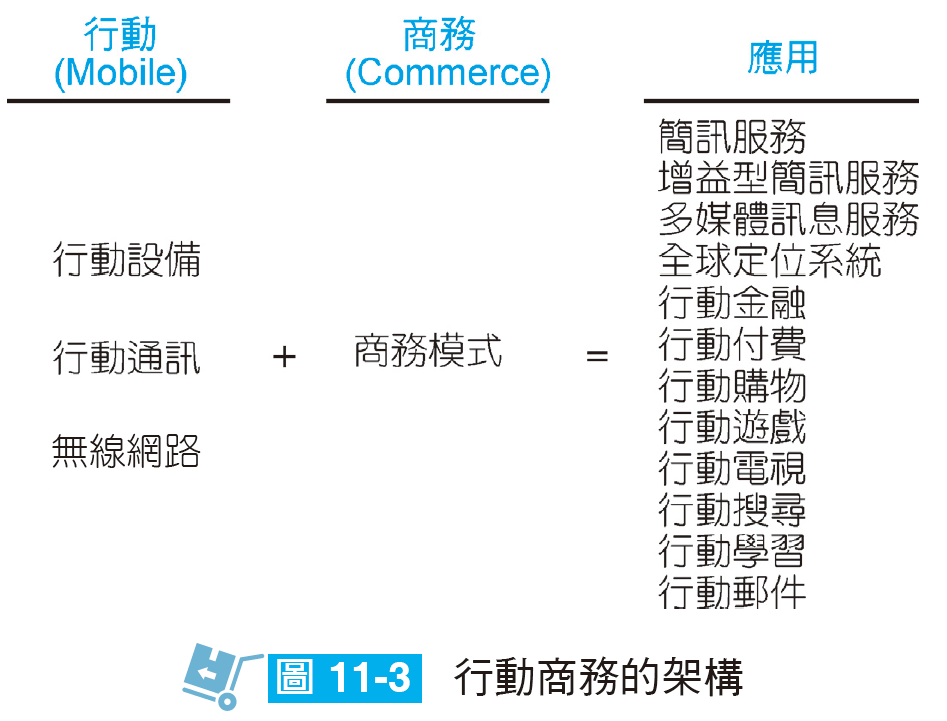 行動
(Mobile)
商務
(Commerce)
應用
行動設備
行動通訊
無線網路
+
商務模式
=
簡訊服務
增益型簡訊服務
多媒體訊息服務
全球定位系統
行動金融
行動付費
行動購物
行動遊戲
行動電視
行動搜尋
行動學習
行動郵件
圖 11-3 行動商務的架構